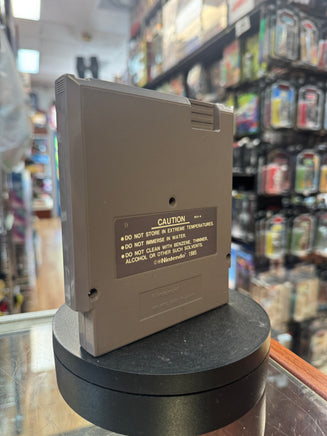 CAUTION
● DO NOT STORE IN EXTREME TEMPERATURES.
● DO NOT IMMERSE IN WATER.
● DO NOT CLEAN WITH BENZENE, THINNER,
ALCOHOL OR OTHER SUCH SOLVENTS.
Nintendo 1985